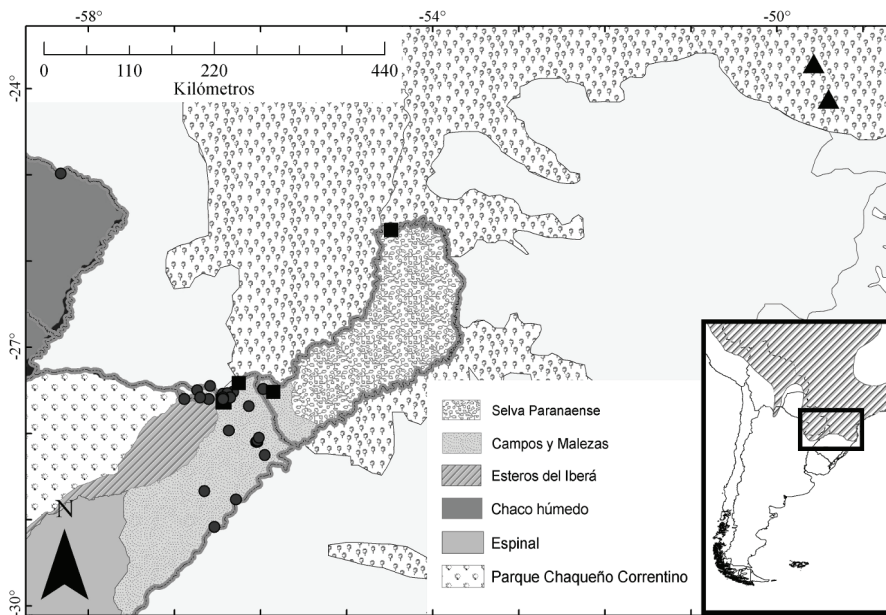 -58°
-54°
-50°
0 110 220 440
Kilómetros
-24°
-27°
-30°
N
Selva Paranaense
Campos y Malezas
Esteros del Iberá
Chaco húmedo
Espinal
Parque Chaqueño Correntino